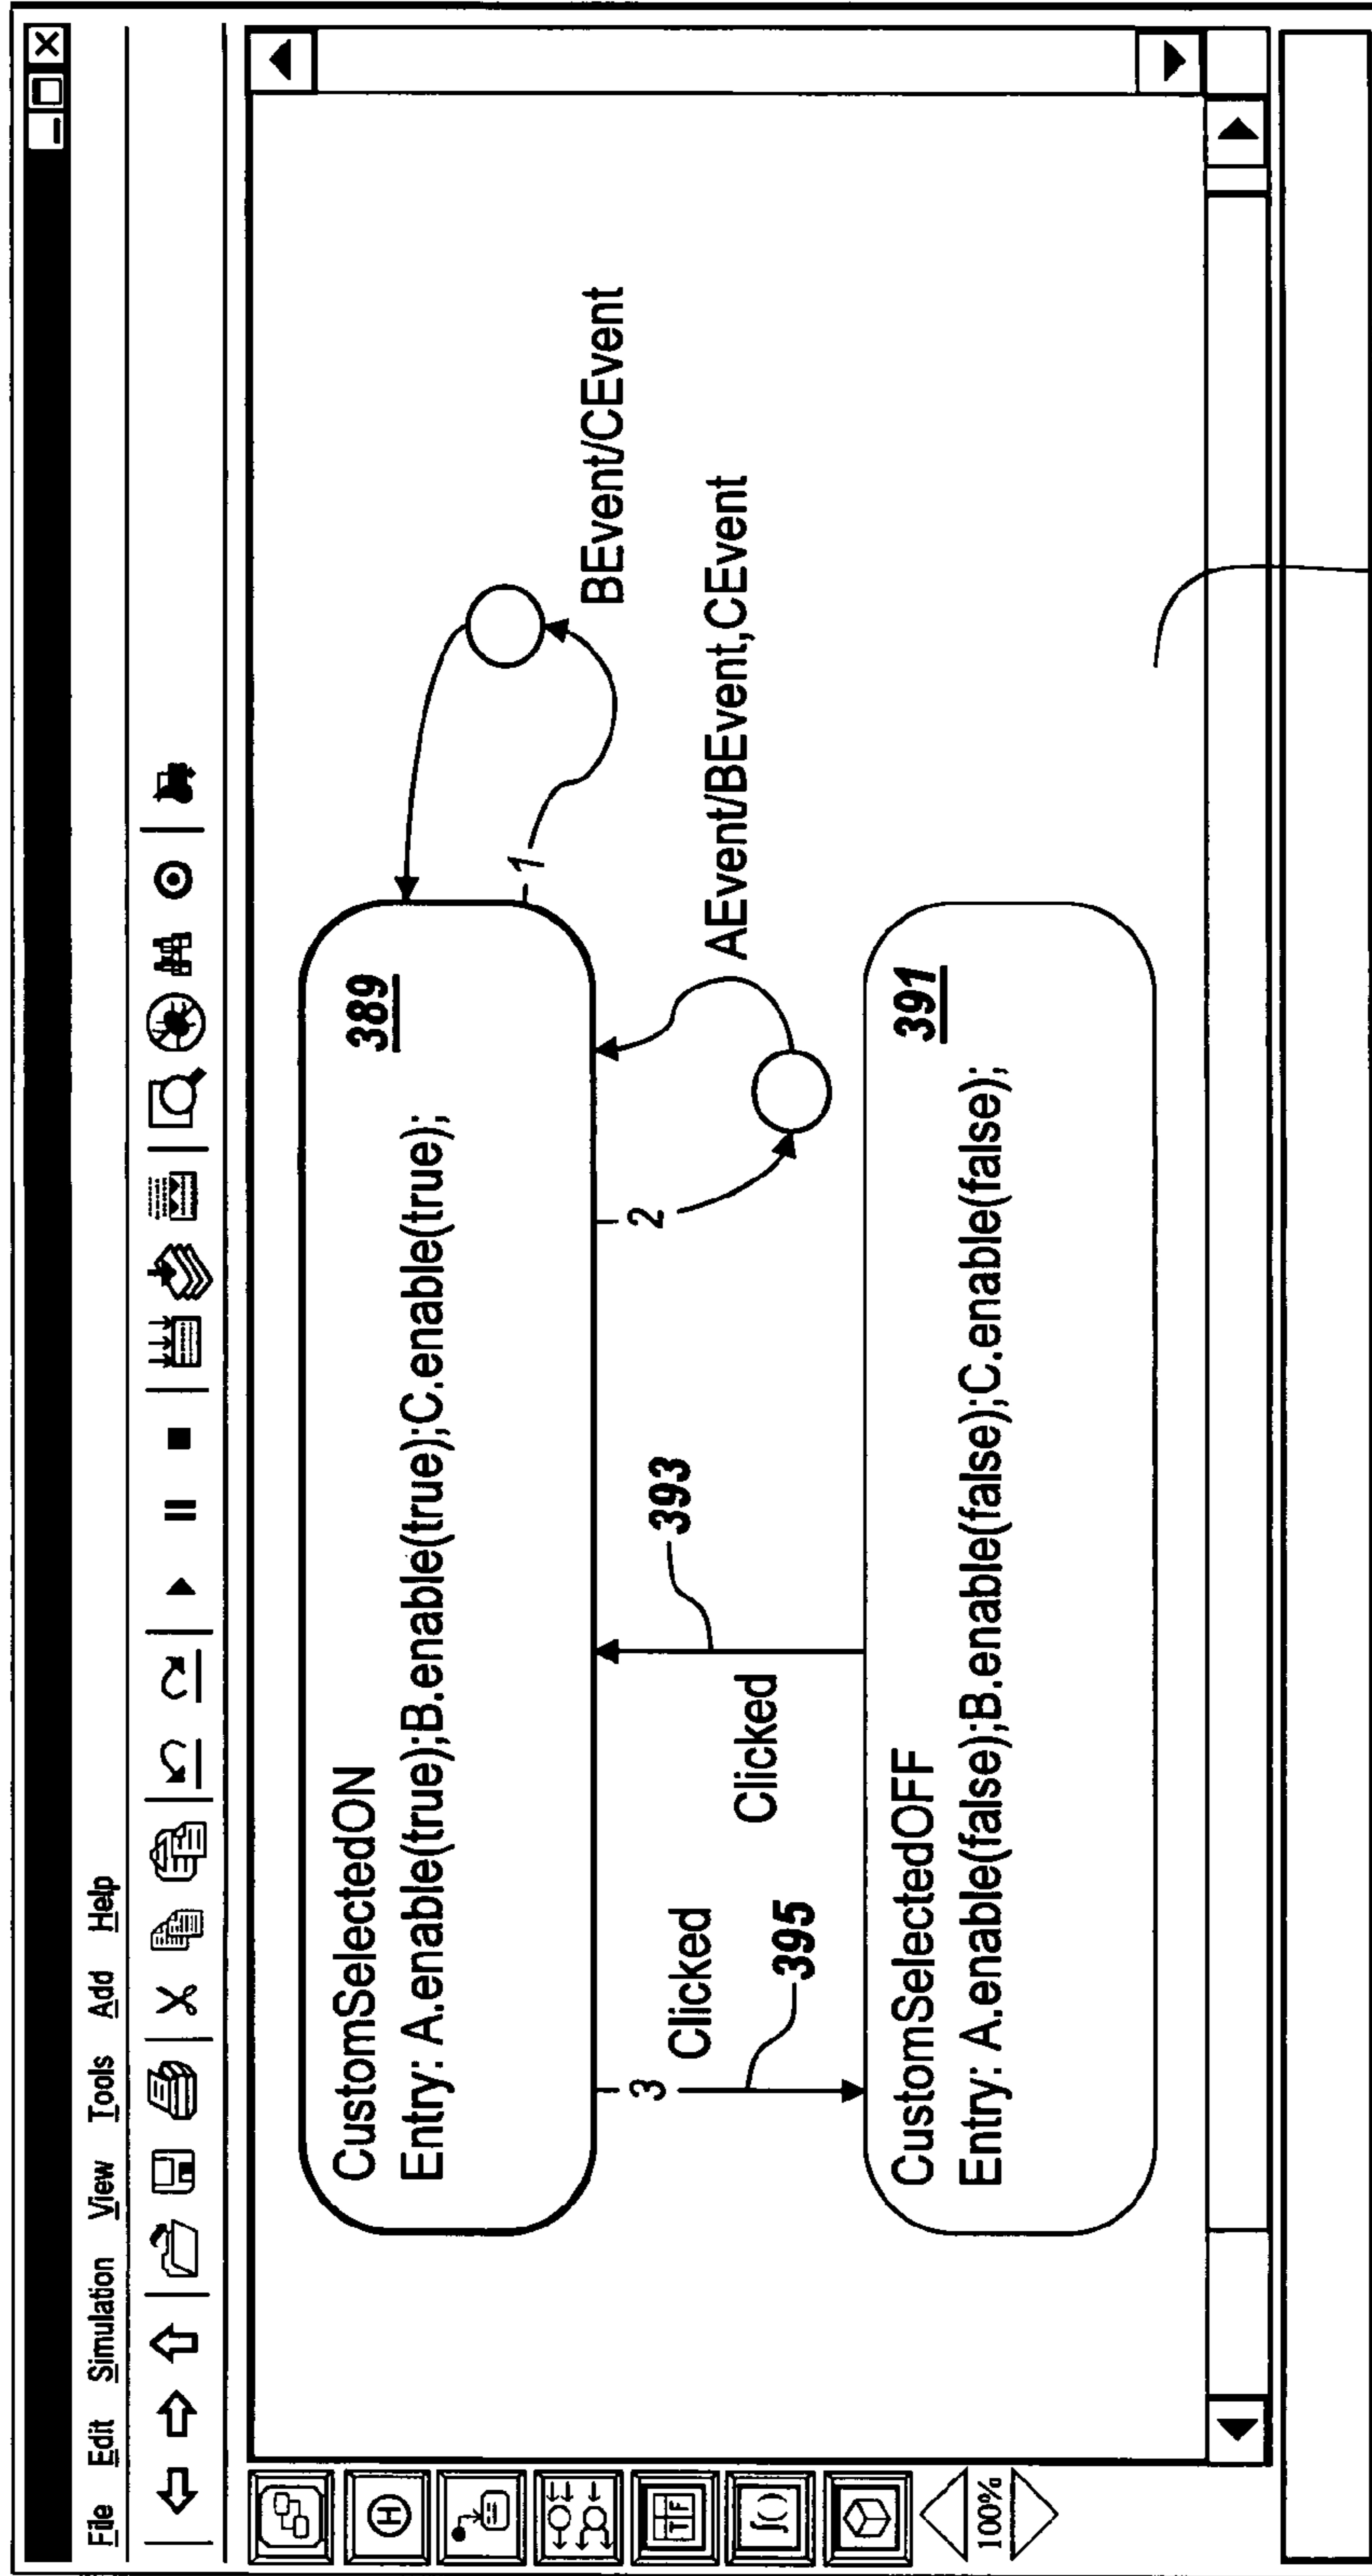 File Edit Simulation View Tools Add Help
H
T F
∫()
100%
CustomSelectedON
389
Entry: A.enable(true);B.enable(true);C.enable(true);
1
BEvent/CEvent
2
AEvent/BEvent,CEvent
3
Clicked
395
Clicked
393
CustomSelectedOFF
391
Entry: A.enable(false);B.enable(false);C.enable(false);